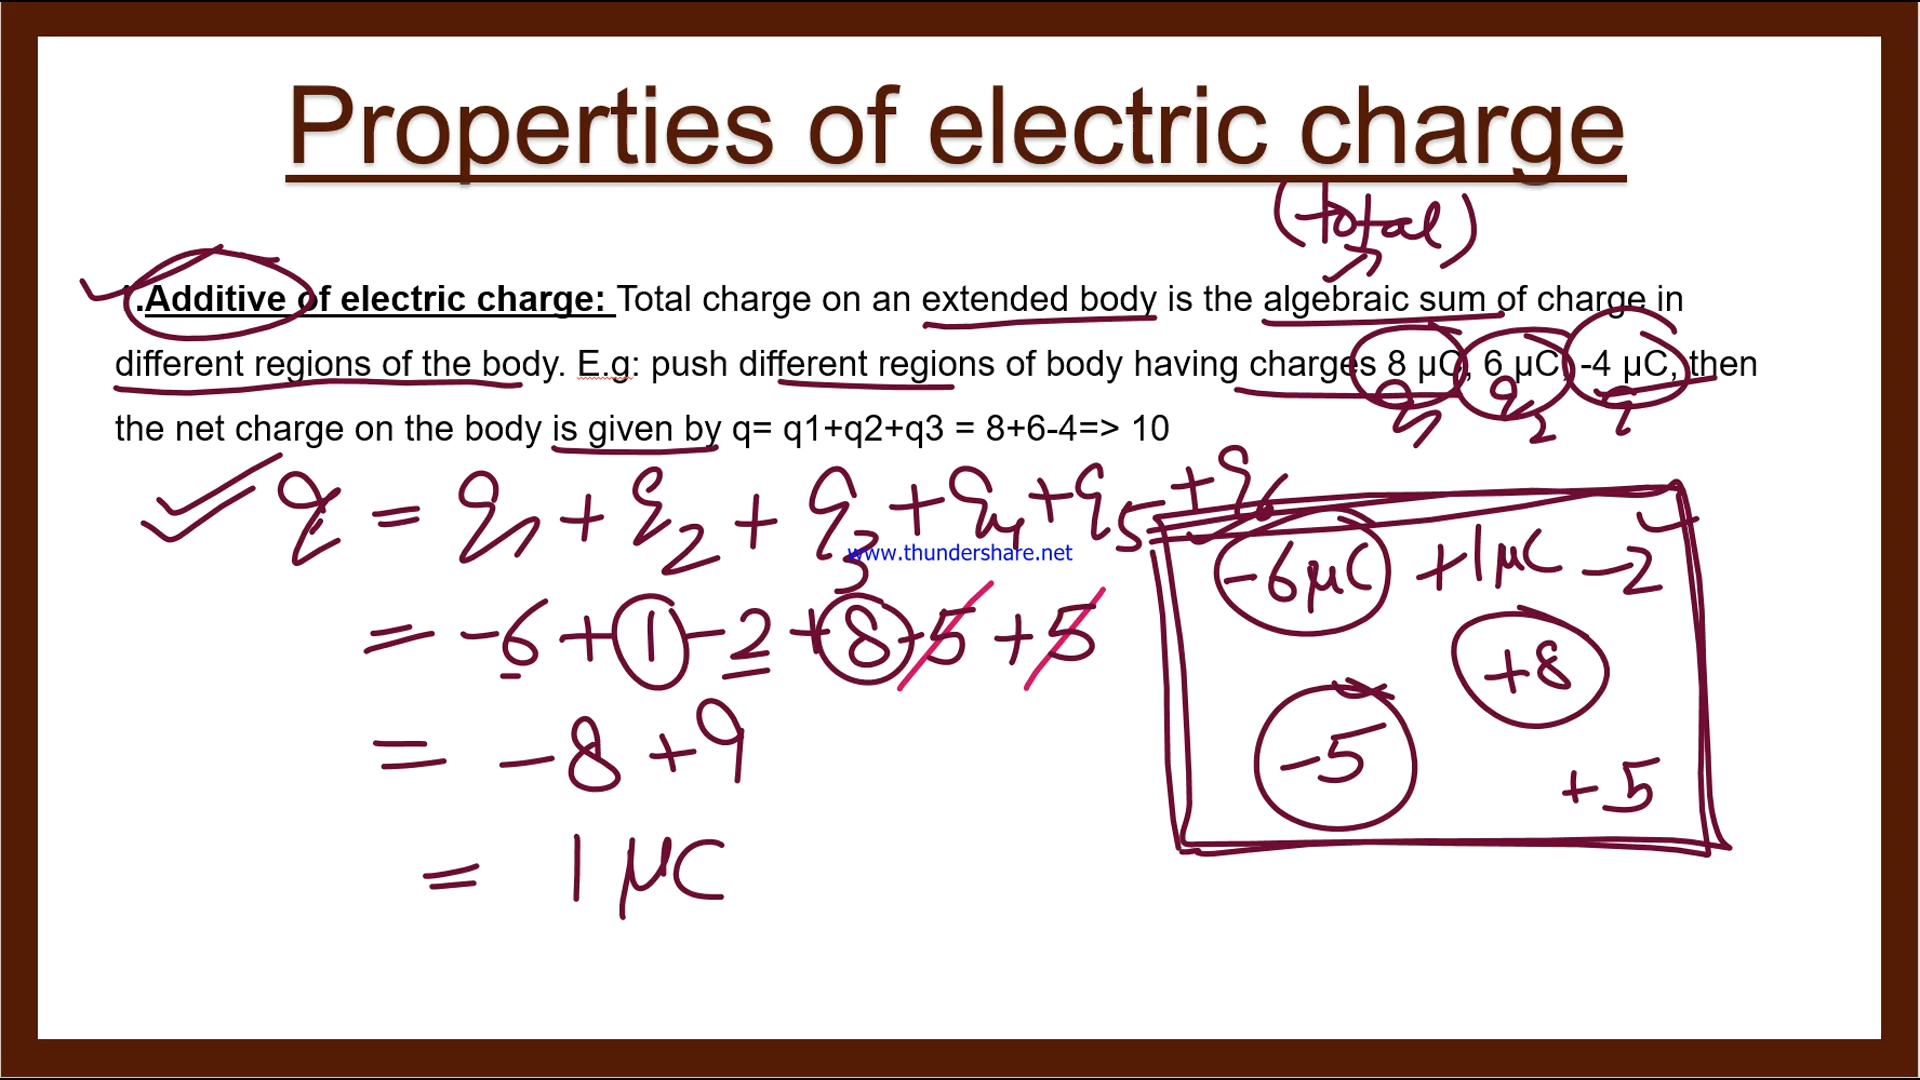 Properties of electric charge
(total)
1.Additive of electric charge: Total charge on an extended body is the algebraic sum of charge in
different regions of the body. E.g: push different regions of body having charges 8 μC, 6 μC, -4 μC, then
q1 q2 q
the net charge on the body is given by q= q1+q2+q3 = 8+6-4=> 10
q = q1 + q2 + q3 + q4 + q5 + q6
www.thundershare.net
= -6 + 1 - 2 + 8 - 5 + 5
= -8 + 9
= 1 μC
-6μC +1μC -2
+8
-5
+5